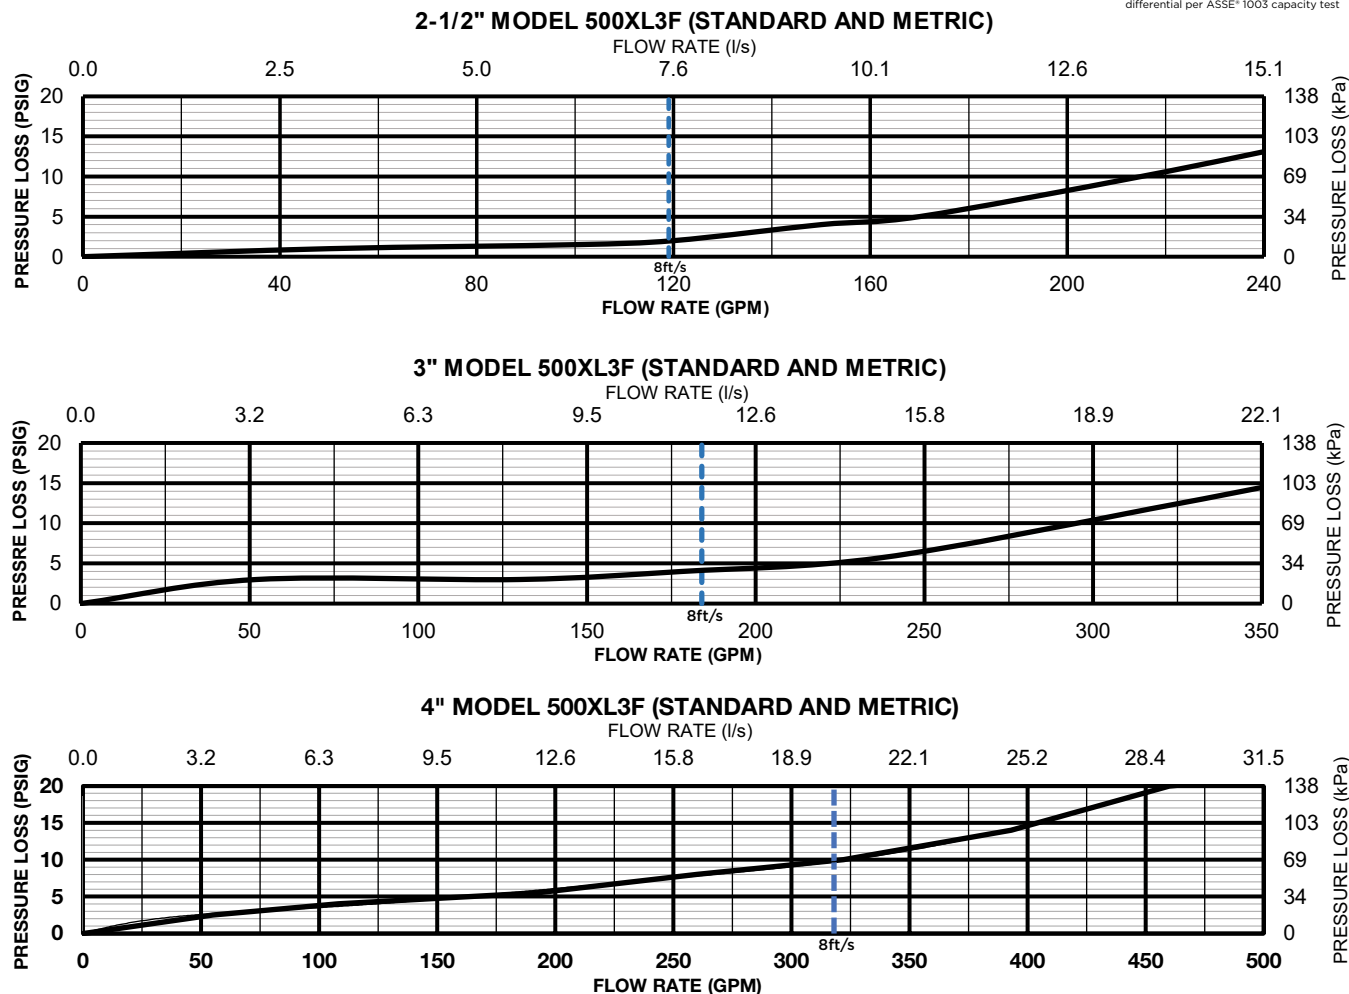 differential per ASSE® 1003 capacity test
2-1/2" MODEL 500XL3F (STANDARD AND METRIC)
FLOW RATE (l/s)
0.0 2.5 5.0 7.6 10.1 12.6 15.1
PRESSURE LOSS (PSIG)
20 15 10 5 0
138 103 69 34 0
PRESSURE LOSS (kPa)
8ft/s
0 40 80 120 160 200 240
FLOW RATE (GPM)
3" MODEL 500XL3F (STANDARD AND METRIC)
FLOW RATE (l/s)
0.0 3.2 6.3 9.5 12.6 15.8 18.9 22.1
PRESSRE LOSS (PSIG)
20 15 10 5 0
138 103 69 34 0
PRESSURE LOSS (kPa)
8ft/s
0 50 100 150 200 250 300 350
FLOW RATE (GPM)
4" MODEL 500XL3F (STANDARD AND METRIC)
FLOW RATE (l/s)
0.0 3.2 6.3 9.5 12.6 15.8 18.9 22.1 25.2 28.4 31.5
PRESSURE LOSS (PSIG)
20 15 10 5 0
138 103 69 34 0
PRESSURE LOSS (kPa)
8ft/s
0 50 100 150 200 250 300 350 400 450 500
FLOW RATE (GPM)